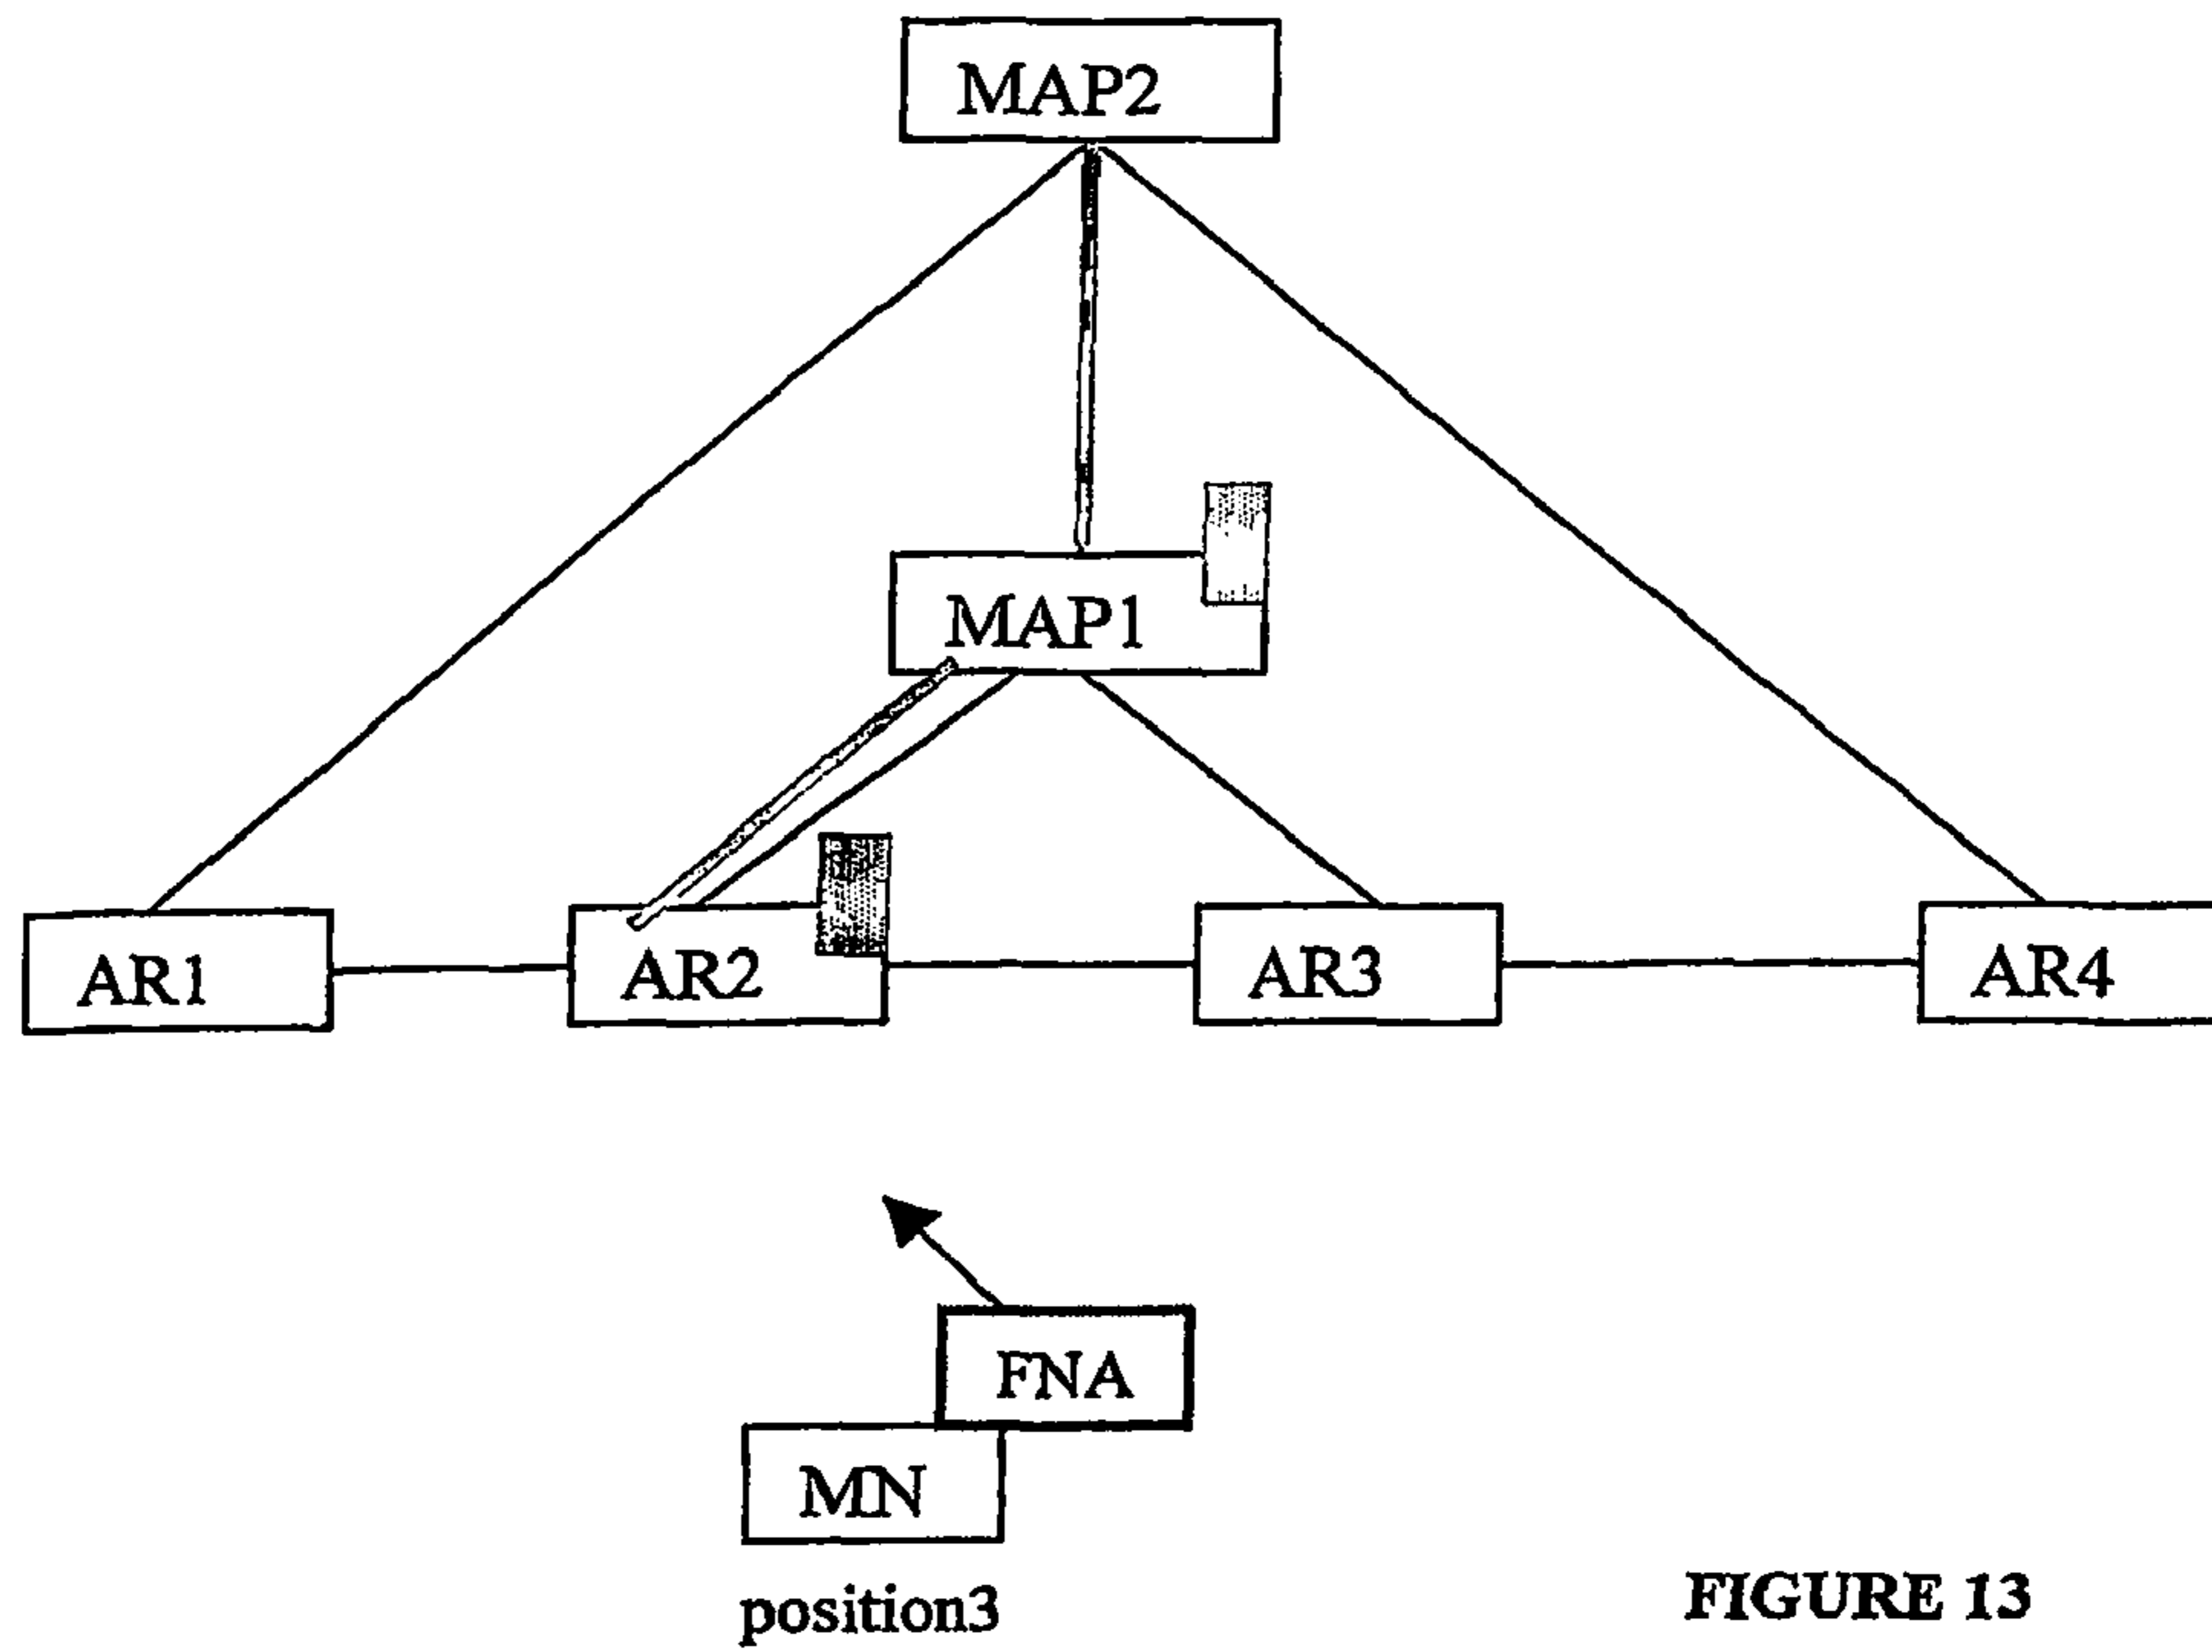 MAP2
MAP1
AR1
AR2
AR3
AR4
FNA
MN
position3
FIGURE 13